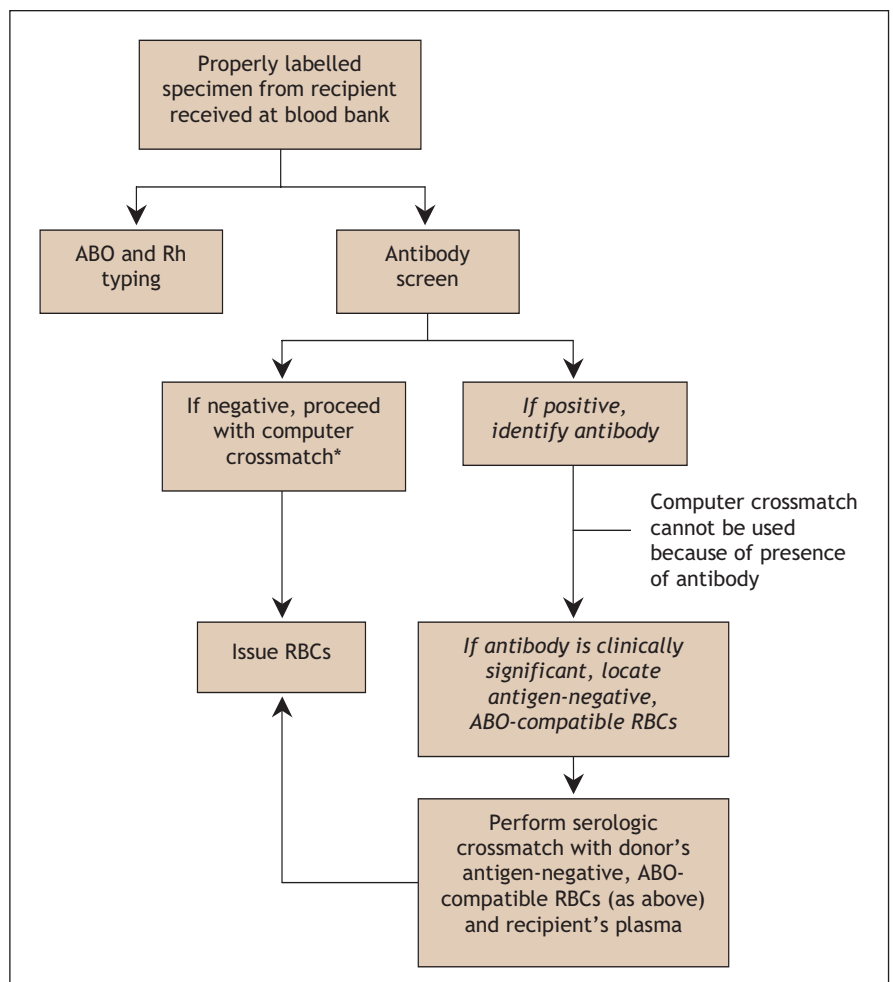 Properly labelled
specimen from recipient
received at blood bank
ABO and Rh
typing
Antibody
screen
If negative, proceed
with computer
crossmatch*
If positive,
identify antibody
Computer crossmatch
cannot be used
because of presence
of antibody
Issue RBCs
If antibody is clinically
significant, locate
antigen-negative,
ABO-compatible RBCs
Perform serologic
crossmatch with donor’s
antigen-negative, ABO-
compatible RBCs (as above)
and recipient’s plasma